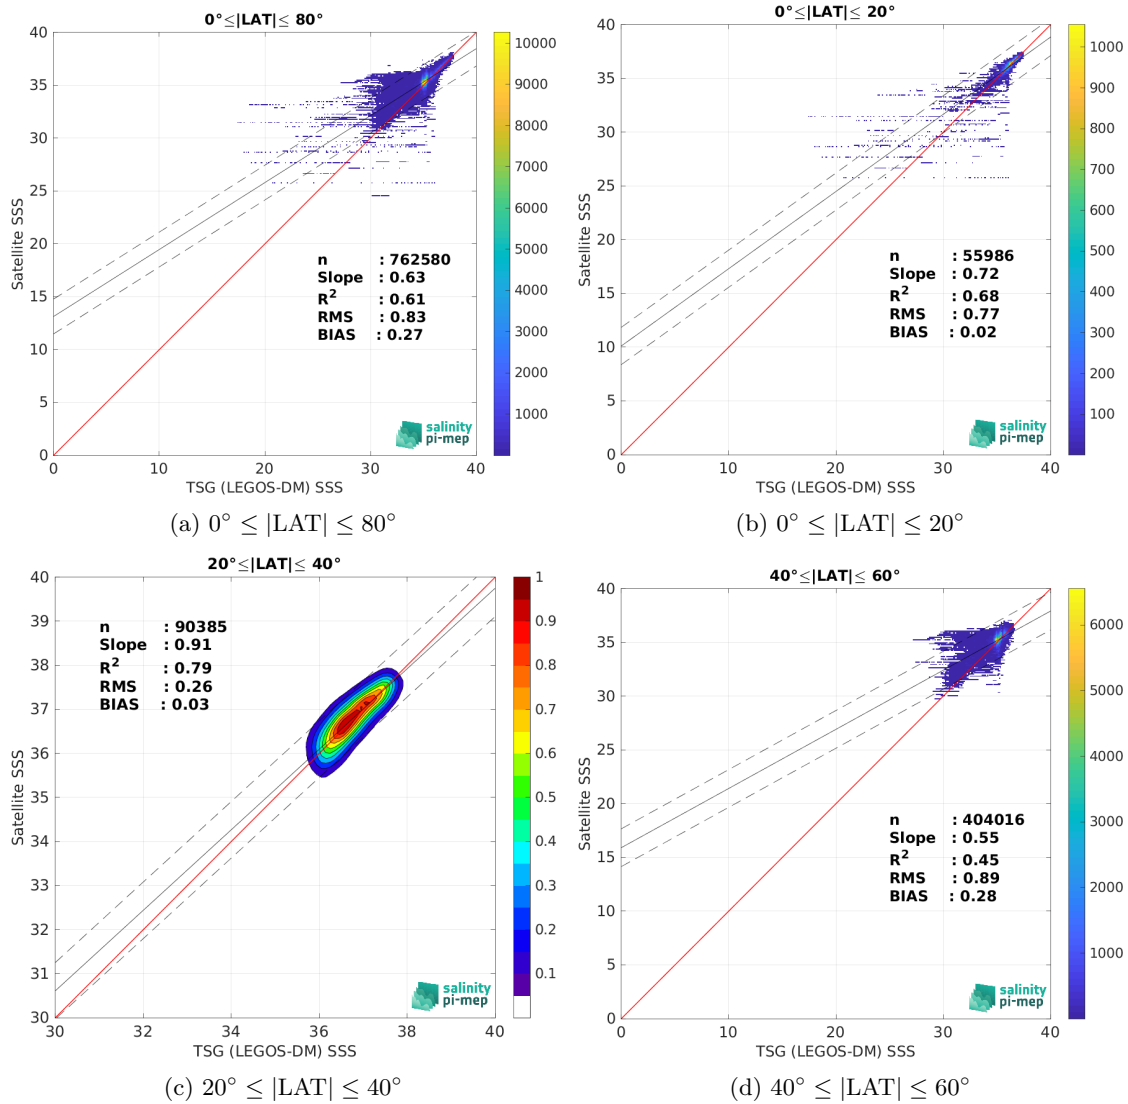 0°≤|LAT|≤ 80°
40
35
30
25
20
15
10
5
0
0
10
20
30
40
Satellite SSS
TSG (LEGOS-DM) SSS
n : 762580
Slope : 0.63
R2 : 0.61
RMS : 0.83
BIAS : 0.27
salinity
pi-mep
10000
9000
8000
7000
6000
5000
4000
3000
2000
1000
(a) 0° ≤ |LAT| ≤ 80°
0°≤|LAT|≤ 20°
40
35
30
25
20
15
10
5
0
0
10
20
30
40
Satellite SSS
TSG (LEGOS-DM) SSS
n : 55986
Slope : 0.72
R2 : 0.68
RMS : 0.77
BIAS : 0.02
salinity
pi-mep
1000
900
800
700
600
500
400
300
200
100
(b) 0° ≤ |LAT| ≤ 20°
20°≤|LAT|≤ 40°
40
39
38
37
36
35
34
33
32
31
30
30
32
34
36
38
40
Satellite SSS
TSG (LEGOS-DM) SSS
n : 90385
Slope : 0.91
R2 : 0.79
RMS : 0.26
BIAS : 0.03
salinity
pi-mep
1
0.9
0.8
0.7
0.6
0.5
0.4
0.3
0.2
0.1
(c) 20° ≤ |LAT| ≤ 40°
40°≤|LAT|≤ 60°
40
35
30
25
20
15
10
5
0
0
10
20
30
40
Satellite SSS
TSG (LEGOS-DM) SSS
n : 404016
Slope : 0.55
R2 : 0.45
RMS : 0.89
BIAS : 0.28
salinity
pi-mep
6000
5000
4000
3000
2000
1000
(d) 40° ≤ |LAT| ≤ 60°